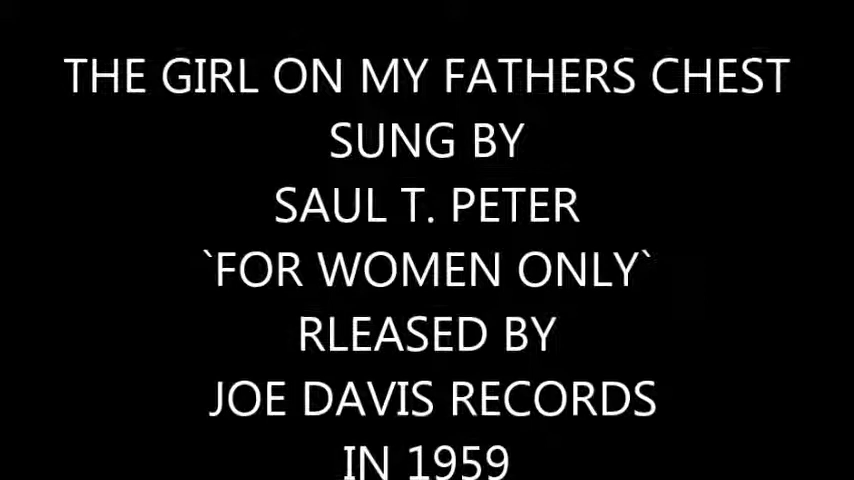 THE GIRL ON MY FATHERS CHEST
SUNG BY
SAUL T. PETER
`FOR WOMEN ONLY`
RLEASED BY
JOE DAVIS RECORDS
IN 1959